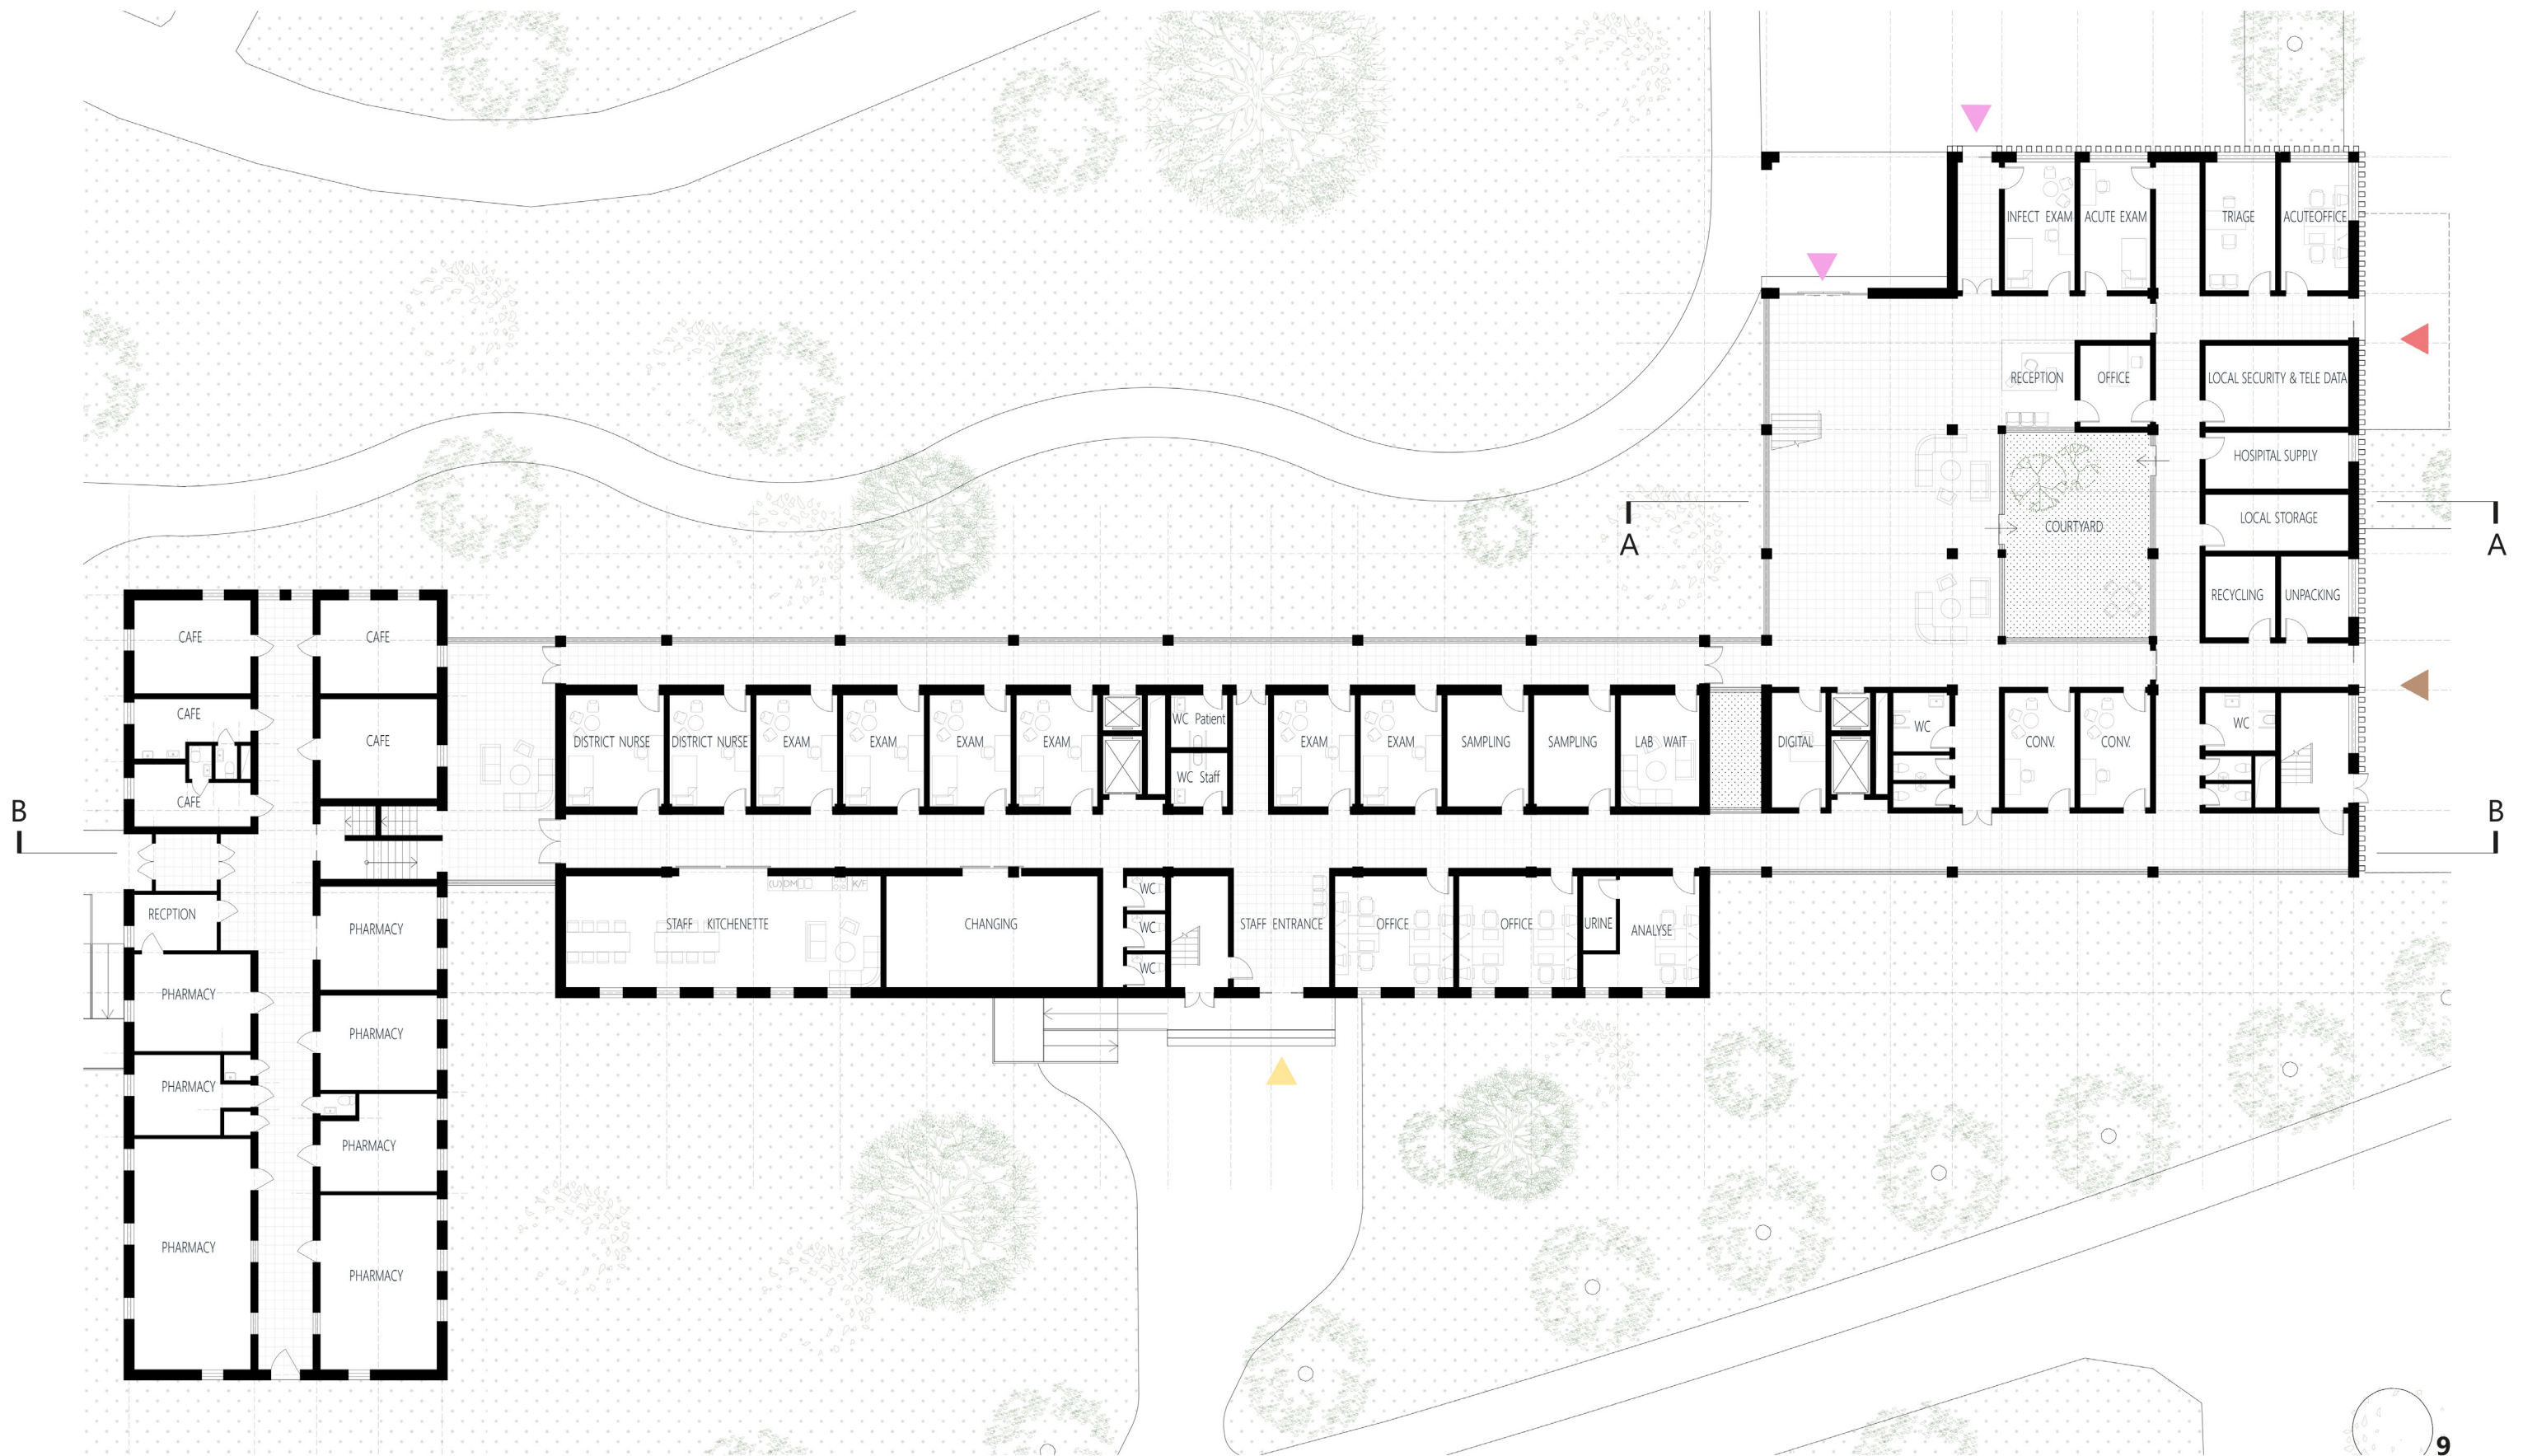 INFECT EXAM
ACUTE EXAM
TRIAGE
ACUTEOFFICE
RECEPTION
OFFICE
LOCAL SECURITY & TELE DATA
HOSIPITAL SUPPLY
LOCAL STORAGE
COURTYARD
A
A
RECYCLING
UNPACKING
CAFE
CAFE
CAFE
CAFE
CAFE
DISTRICT NURSE
DISTRICT NURSE
EXAM
EXAM
EXAM
EXAM
WC Patient
WC Staff
EXAM
EXAM
SAMPLING
SAMPLING
LAB WAIT
DIGITAL
WC
CONV.
CONV.
WC
B
B
(U)DM
K/F
STAFF KITCHENETTE
CHANGING
WC
WC
WC
STAFF ENTRANCE
OFFICE
OFFICE
URINE
ANALYSE
RECPTION
PHARMACY
PHARMACY
PHARMACY
PHARMACY
PHARMACY
PHARMACY
PHARMACY
9